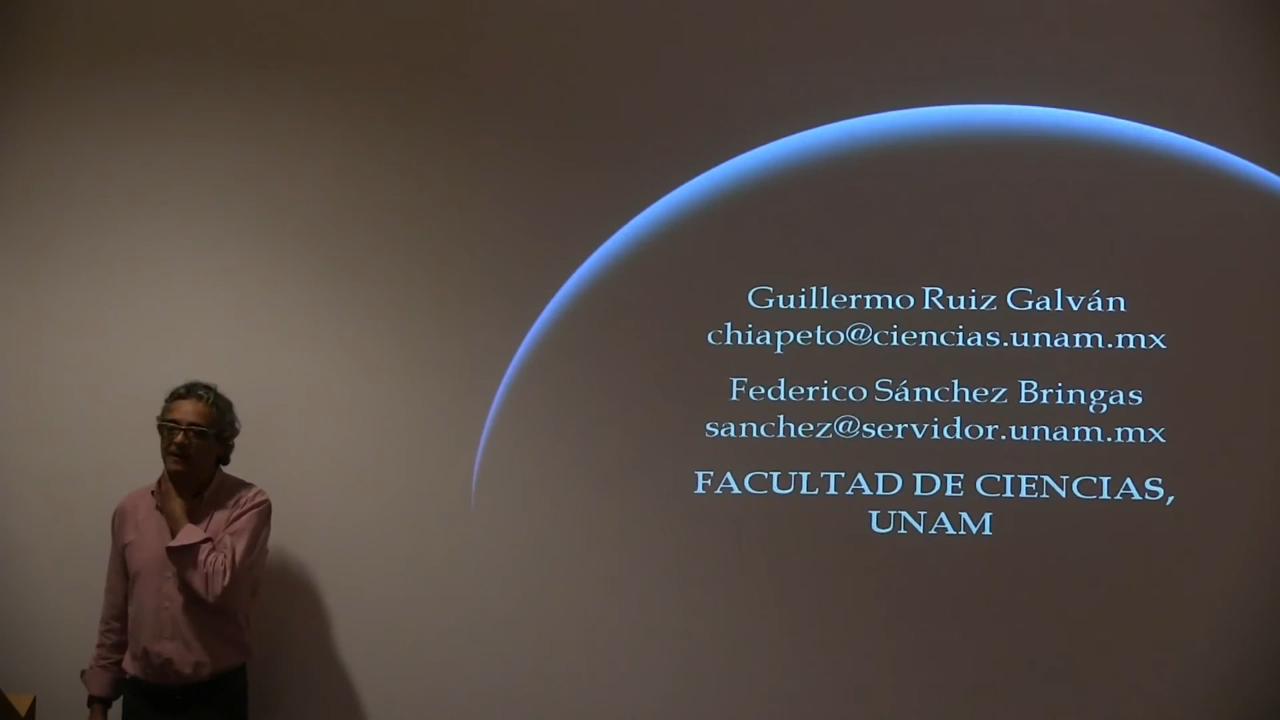 Guillermo Ruiz Galván
chiapeto@ciencias.unam.mx
Federico Sánchez Bringas
sanchez@servidor.unam.mx
FACULTAD DE CIENCIAS,
UNAM